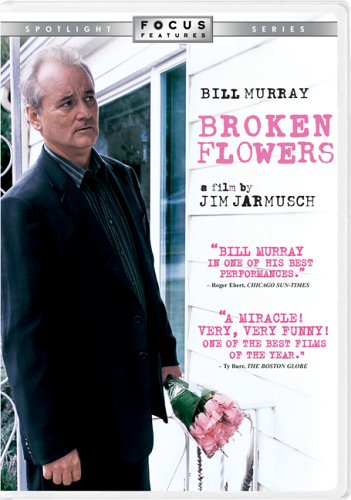 SPOTLIGHT
FOCUS
FEATURES
SERIES
BILL MURRAY
BROKEN
FLOWERS
a film by
JIM JARMUSCH
"BILL MURRAY
IN ONE OF HIS BEST
PERFORMANCES."
– Roger Ebert, CHICAGO SUN-TIMES
"A MIRACLE!
VERY, VERY FUNNY!
ONE OF THE BEST FILMS
OF THE YEAR."
– Ty Burr, THE BOSTON GLOBE